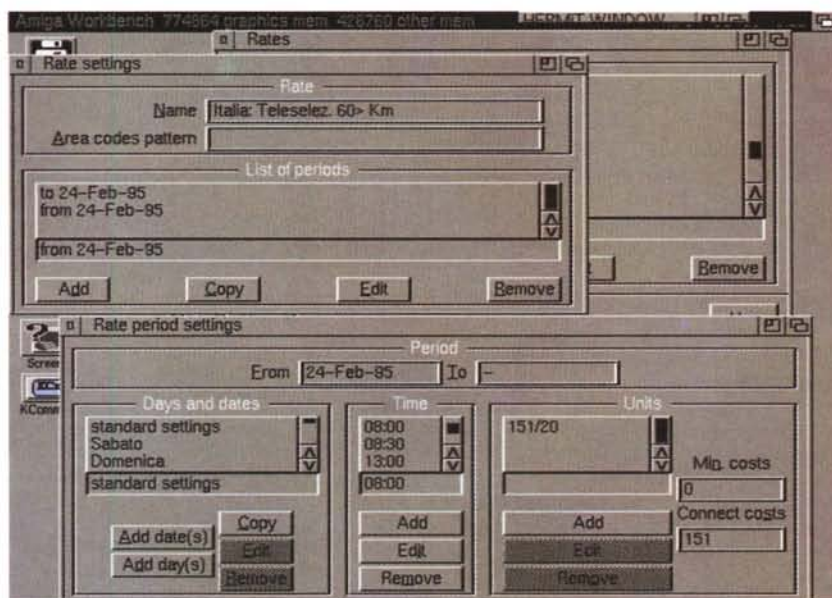 Amiga Workbench 774864 graphics mem 426760 other mem
HERMIT WINDOW
Rates
Rate settings
Rate
Name Italia: Teleselez. 60> Km
Area codes pattern
List of periods
to 24-Feb-95
from 24-Feb-95
from 24-Feb-95
Add Copy Edit Remove
Remove
Rate period settings
Screen
Period
From 24-Feb-95 To -
KComm
Days and dates
standard settings
Sabato
Domenica
standard settings
Add date(s)
Add day(s)
Copy
Edit
Remove
Time
08:00
08:30
13:00
08:00
Add
Edit
Remove
Units
151/20
Add
Edit
Remove
Min. costs
0
Connect costs
151